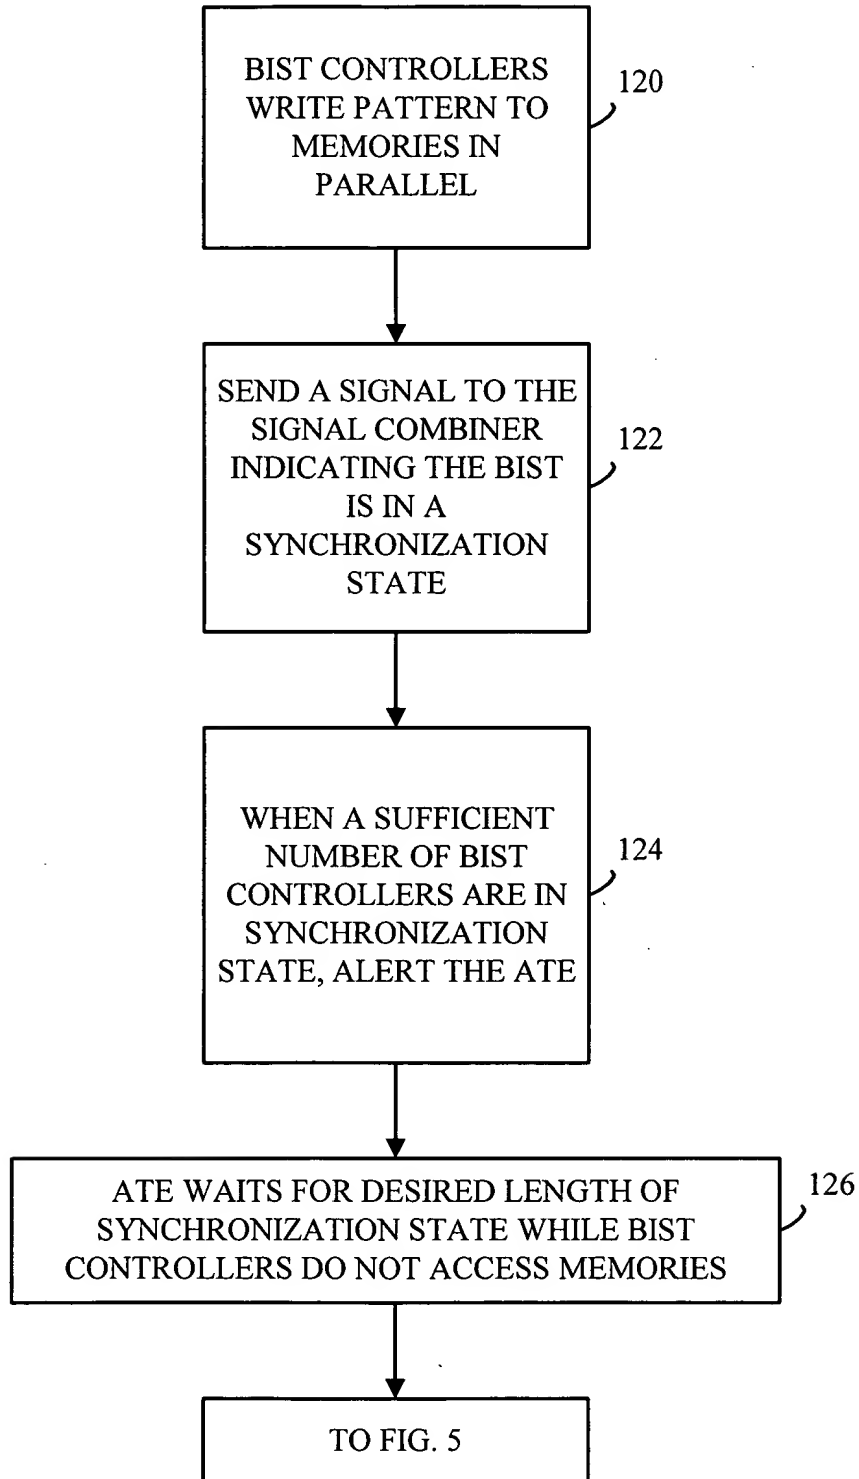 BIST CONTROLLERS
WRITE PATTERN TO
MEMORIES IN
PARALLEL
120
SEND A SIGNAL TO THE
SIGNAL COMBINER
INDICATING THE BIST
IS IN A
SYNCHRONIZATION
STATE
122
WHEN A SUFFICIENT
NUMBER OF BIST
CONTROLLERS ARE IN
SYNCHRONIZATION
STATE, ALERT THE ATE
124
ATE WAITS FOR DESIRED LENGTH OF
SYNCHRONIZATION STATE WHILE BIST
CONTROLLERS DO NOT ACCESS MEMORIES
126
TO FIG. 5